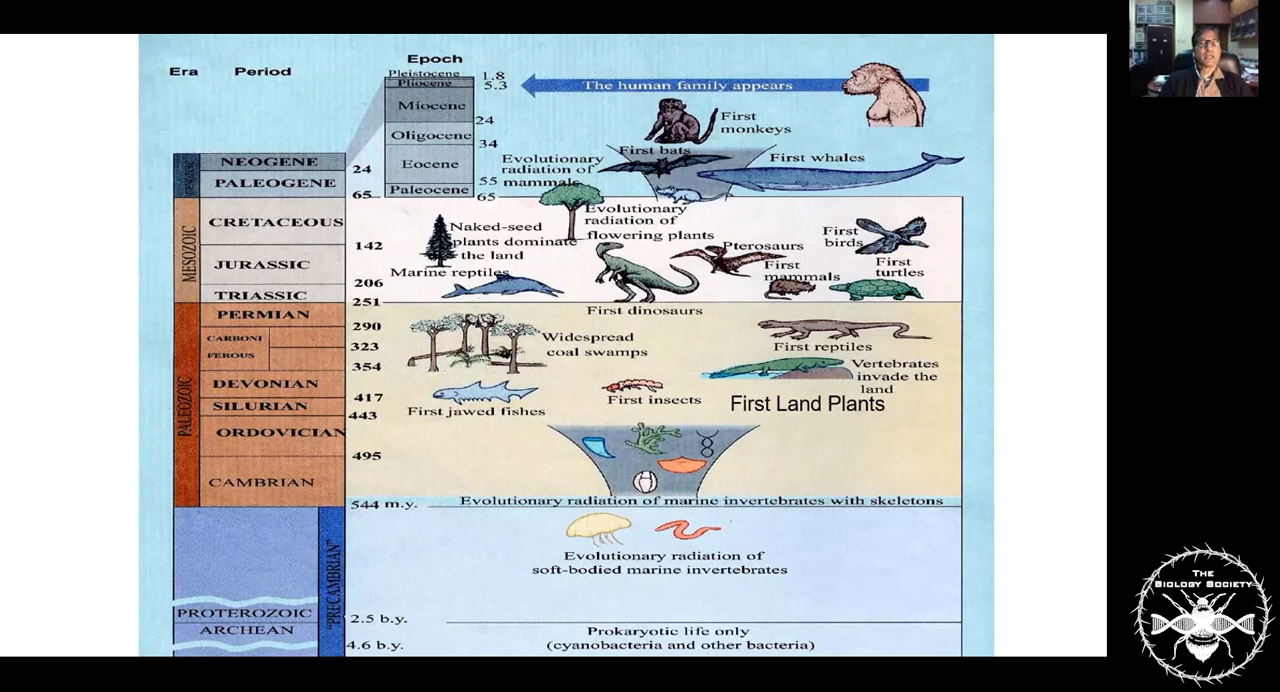 Era Period Epoch
Pleistocene 1.8
Pliocene 5.3
The human family appears
Miocene
24
First
monkeys
Oligocene
34
First bats
Eocene
Evolutionary
radiation of
mammals
First whales
55
Paleocene
65
NEOGENE
24
PALEOGENE
65
MESOZOIC
CRETACEOUS
142
JURASSIC
206
TRIASSIC
251
Evolutionary
radiation of
flowering plants
Naked-seed
plants dominate
the land
Pterosaurs
First
birds
Marine reptiles
First
mammals
First
turtles
First dinosaurs
PALEOZOIC
PERMIAN
290
CARBONI
FEROUS
323
354
Widespread
coal swamps
First reptiles
Vertebrates
invade the
land
DEVONIAN
417
SILURIAN
443
First jawed fishes
First insects
First Land Plants
ORDOVICIAN
495
CAMBRIAN
544 m.y.
Evolutionary radiation of marine invertebrates with skeletons
"PRECAMBRIAN"
Evolutionary radiation of
soft-bodied marine invertebrates
PROTEROZOIC
2.5 b.y.
ARCHEAN
4.6 b.y.
Prokaryotic life only
(cyanobacteria and other bacteria)
THE
BIOLOGY SOCIETY